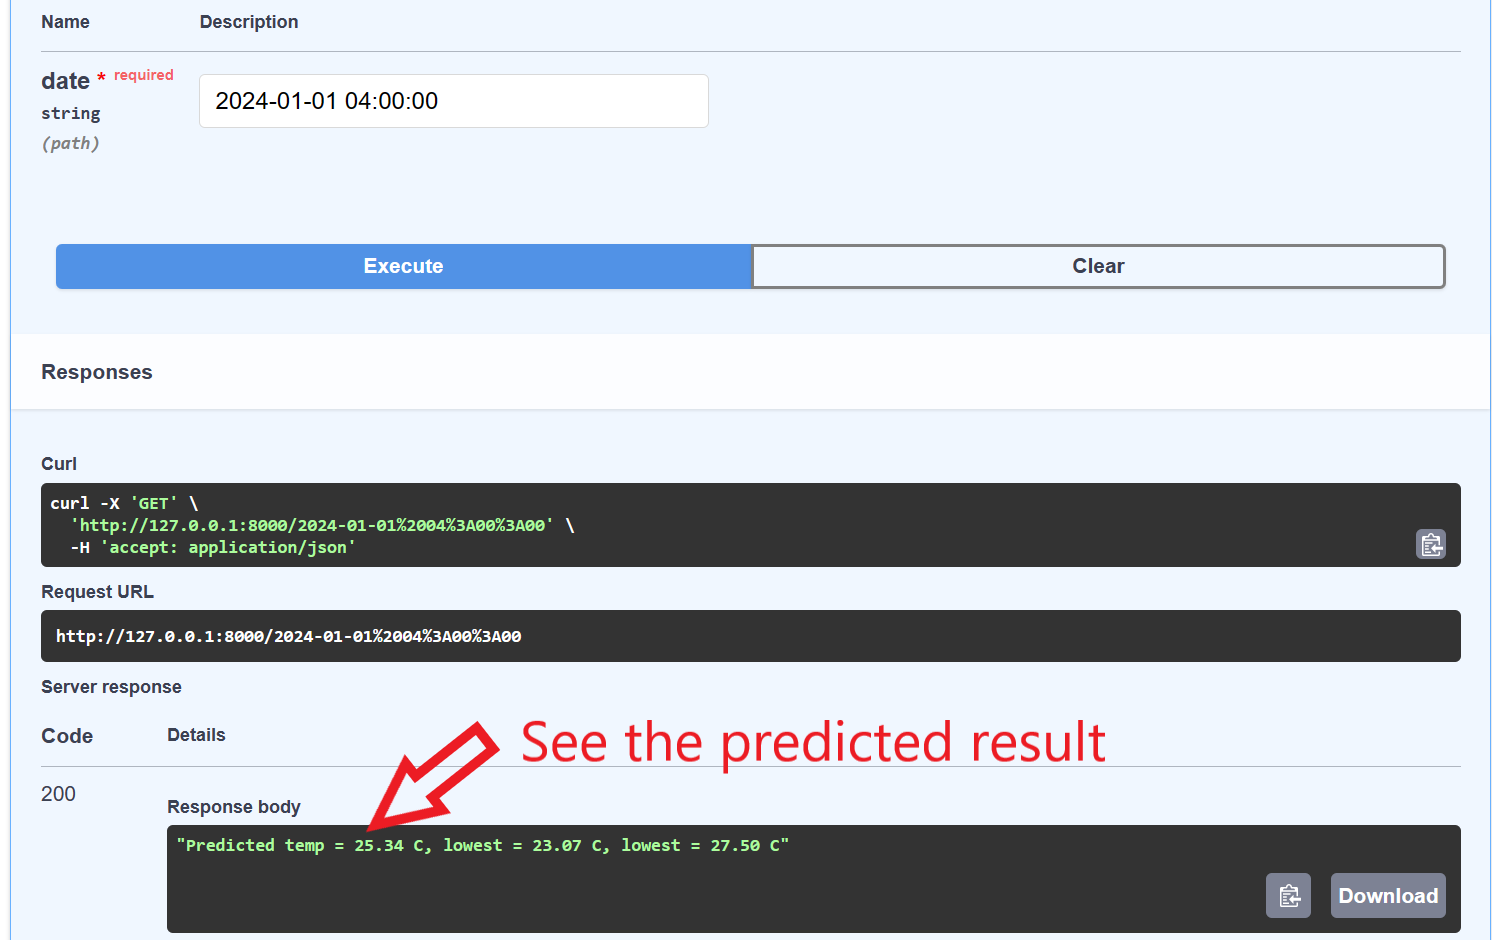 Name Description
date * required
2024-01-01 04:00:00
string
(path)
Execute Clear
Responses
Curl
curl -X 'GET' \
'http://127.0.0.1:8000/2024-01-01%2004%3A00%3A00' \
-H 'accept: application/json'
Request URL
http://127.0.0.1:8000/2024-01-01%2004%3A00%3A00
Server response
Code Details
See the predicted result
200
Response body
"Predicted temp = 25.34 C, lowest = 23.07 C, lowest = 27.50 C"
Download